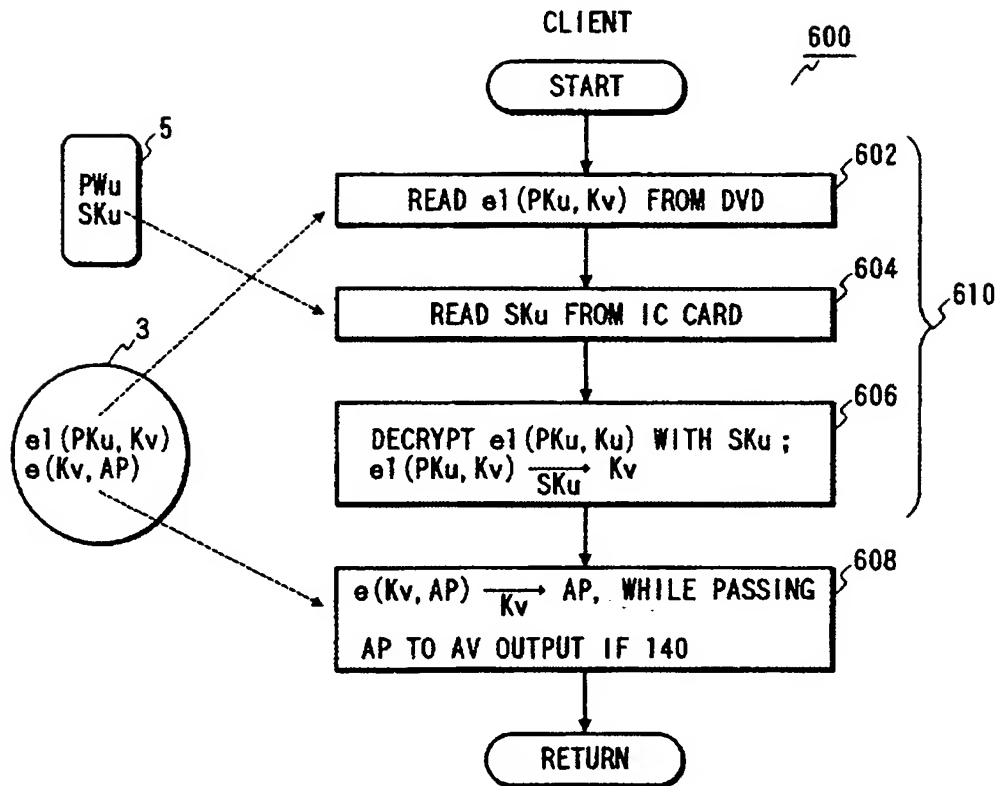 CLIENT
600
START
5
PWu
SKu
602
READ e1(PKu, Kv) FROM DVD
604
READ SKu FROM IC CARD
610
3
e1(PKu, Kv)
e(Kv, AP)
606
DECRYPT e1(PKu, Ku) WITH SKu ;
e1(PKu, Kv) SKu Kv
608
e(Kv, AP) Kv AP, WHILE PASSING
AP TO AV OUTPUT IF 140
RETURN